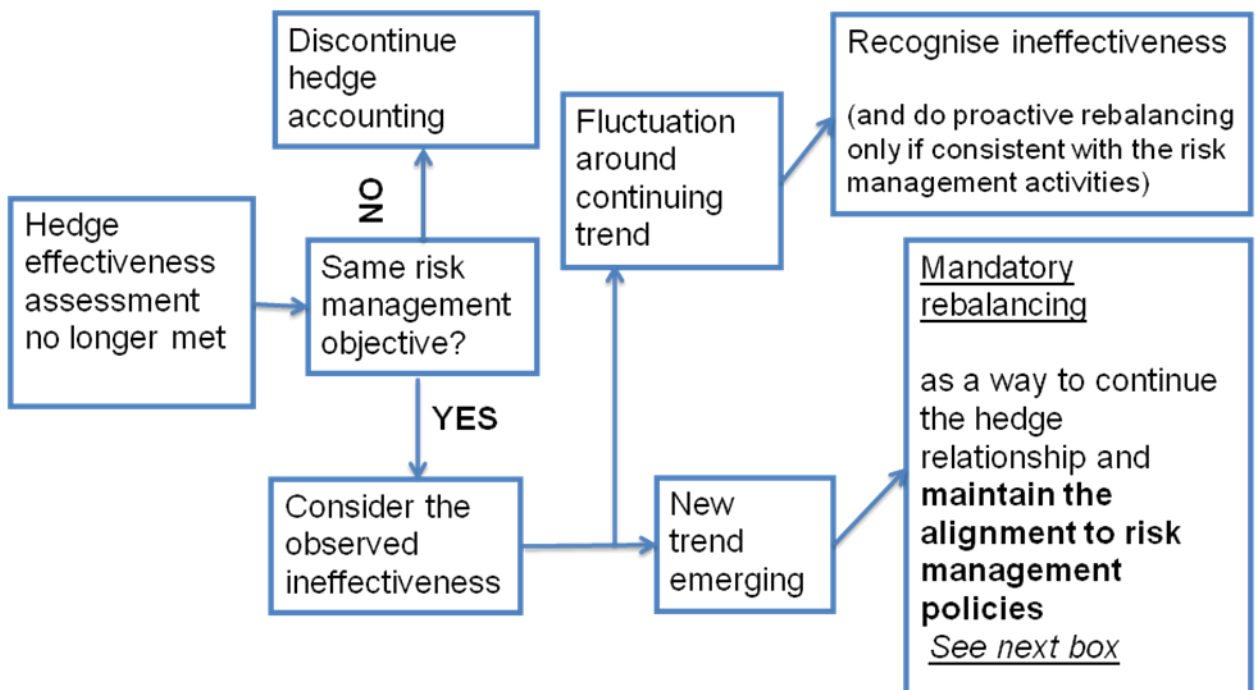 Hedge
effectiveness
assessment
no longer met
Discontinue
hedge
accounting
NO
Same risk
management
objective?
YES
Consider the
observed
ineffectiveness
Fluctuation
around
continuing
trend
Recognise ineffectiveness
(and do proactive rebalancing
only if consistent with the risk
management activities)
New
trend
emerging
Mandatory
rebalancing
as a way to continue
the hedge
relationship and
maintain the
alignment to risk
management
policies
See next box